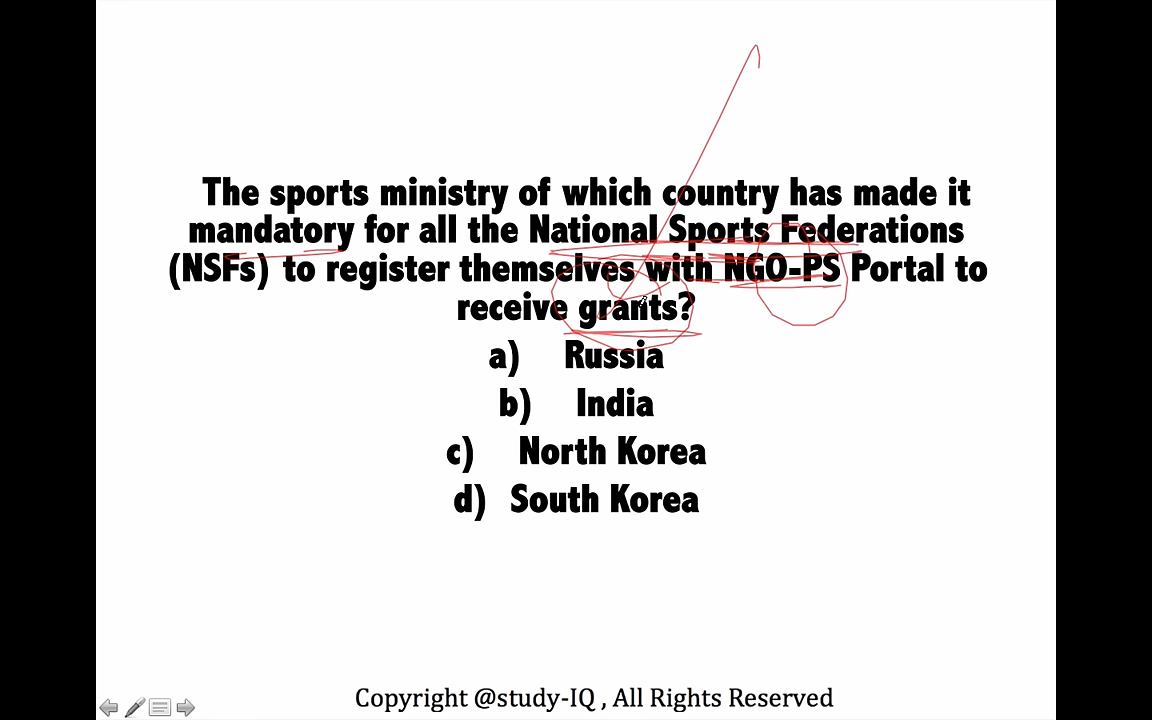 The sports ministry of which country has made it
mandatory for all the National Sports Federations
(NSFs) to register themselves with NGO-PS Portal to
receive grants?
a) Russia
b) India
c) North Korea
d) South Korea
Copyright @study-IQ , All Rights Reserved